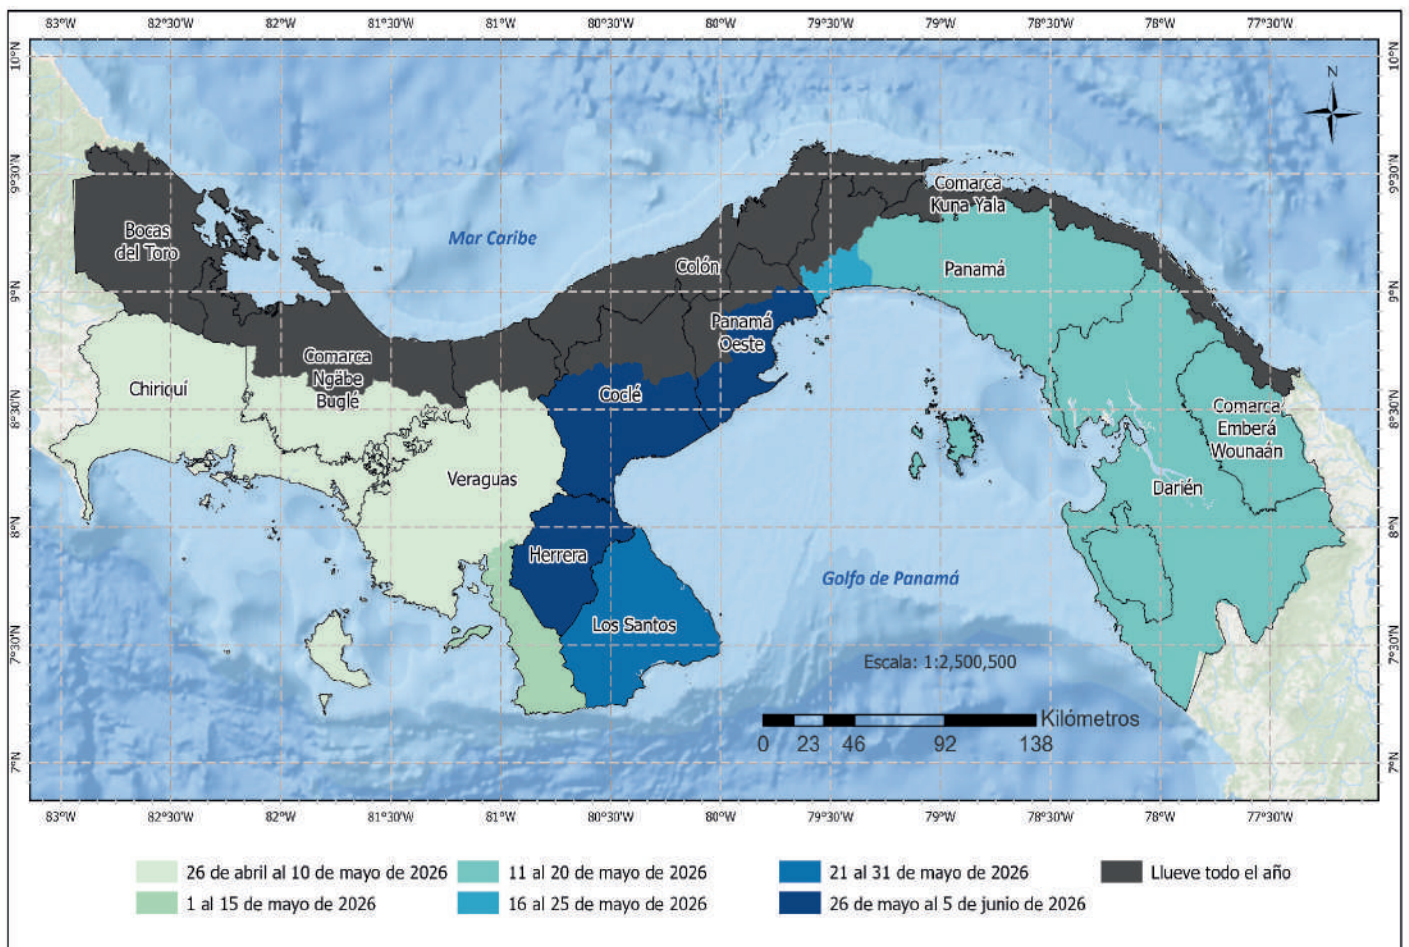 83°W 82°30'W 82°W 81°30'W 81°W 80°30'W 80°W 79°30'W 79°W 78°30'W 78°W 77°30'W
10°N
10°N
N
9°30'N
9°30'N
Comarca
Kuna Yala
Bocas
del Toro
Mar Caribe
Colón
Panamá
9°N
9°N
Panamá
Oeste
Comarca
Ngäbe
Buglé
Chiriquí
Coclé
8°30'N
8°30'N
Comarca
Emberá
Wounaán
Veraguas
Darién
8°N
8°N
Herrera
Golfo de Panamá
Los Santos
7°30'N
7°30'N
Escala: 1:2,500,500
Kilómetros
0 23 46 92 138
7°N
7°N
83°W 82°30'W 82°W 81°30'W 81°W 80°30'W 80°W 79°30'W 79°W 78°30'W 78°W 77°30'W
26 de abril al 10 de mayo de 2026
11 al 20 de mayo de 2026
21 al 31 de mayo de 2026
Llueve todo el año
1 al 15 de mayo de 2026
16 al 25 de mayo de 2026
26 de mayo al 5 de junio de 2026